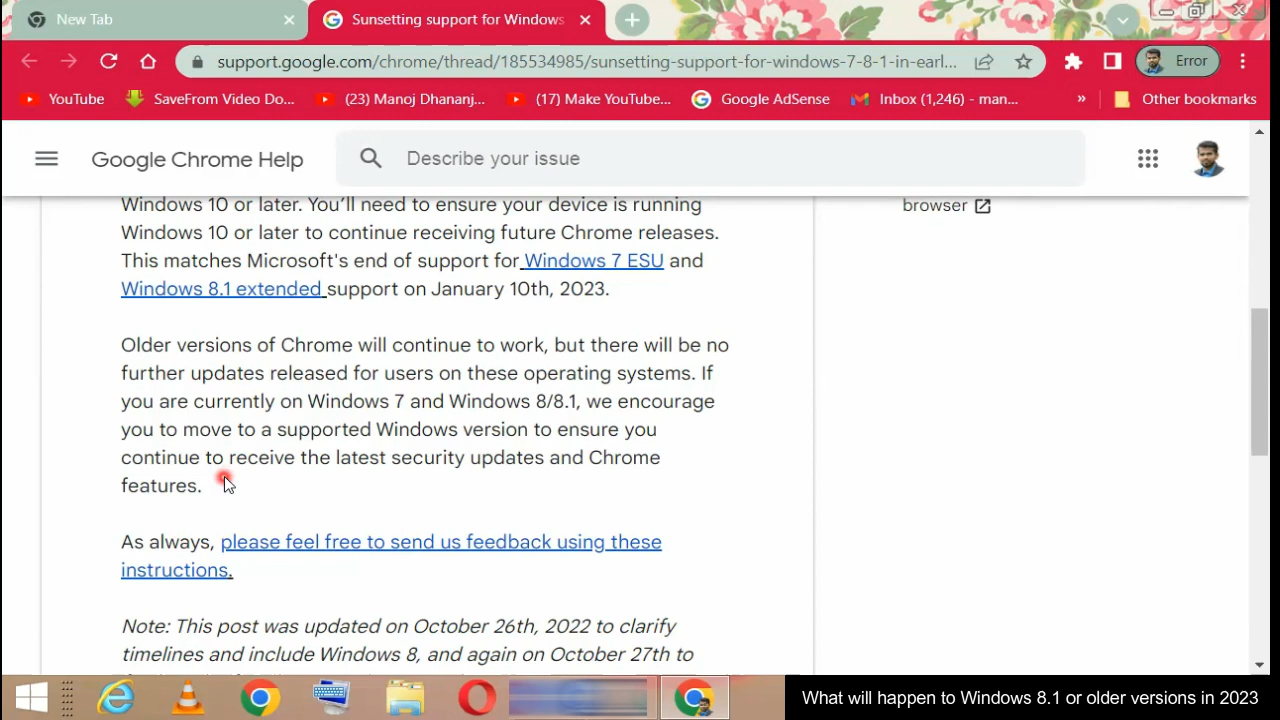 New Tab
Sunsetting support for Windows
support.google.com/chrome/thread/185534985/sunsetting-support-for-windows-7-8-1-in-earl...
Error
YouTube
SaveFrom Video Do...
(23) Manoj Dhananj...
(17) Make YouTube...
Google AdSense
Inbox (1,246) - man...
»
Other bookmarks
Google Chrome Help
Describe your issue
browser
Windows 10 or later. You’ll need to ensure your device is running
Windows 10 or later to continue receiving future Chrome releases.
This matches Microsoft's end of support for Windows 7 ESU and
Windows 8.1 extended support on January 10th, 2023.
Older versions of Chrome will continue to work, but there will be no
further updates released for users on these operating systems. If
you are currently on Windows 7 and Windows 8/8.1, we encourage
you to move to a supported Windows version to ensure you
continue to receive the latest security updates and Chrome
features.
As always, please feel free to send us feedback using these
instructions.
Note: This post was updated on October 26th, 2022 to clarify
timelines and include Windows 8, and again on October 27th to
What will happen to Windows 8.1 or older versions in 2023